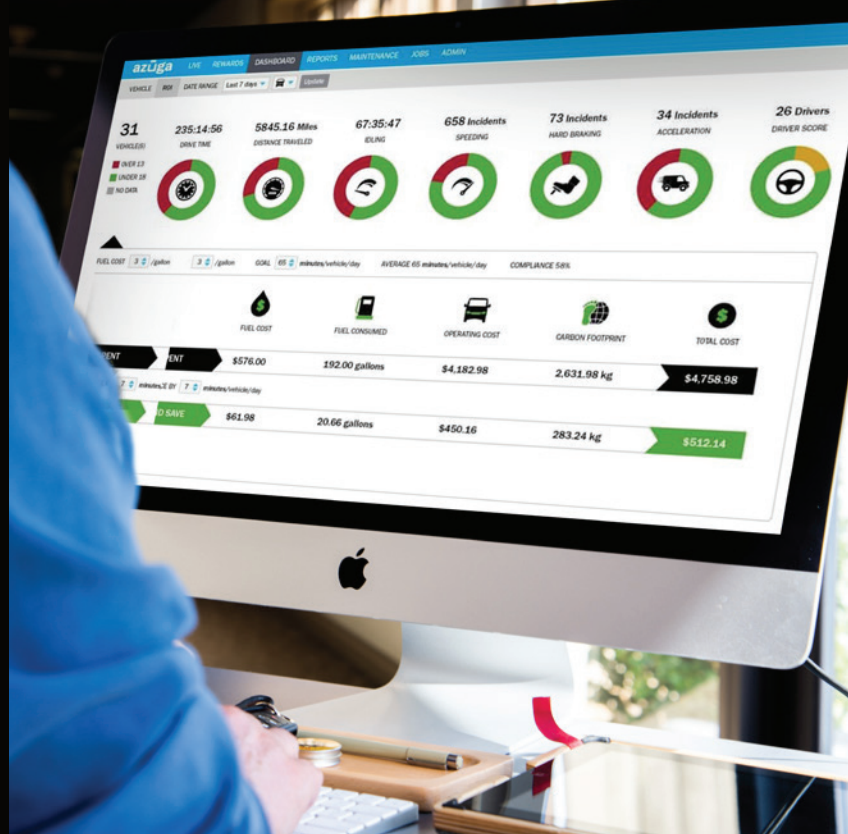 azūga LIVE REWARDS DASHBOARD REPORTS MAINTENANCE JOBS ADMIN
VEHICLE ROI DATE RANGE Last 7 days Update
31 235:14:56 5845.16 Miles 67:35:47 658 Incidents 73 Incidents 34 Incidents 26 Drivers
VEHICLE(S) DRIVE TIME DISTANCE TRAVELED IDLING SPEEDING HARD BRAKING ACCELERATION DRIVER SCORE
OVER 13
UNDER 18
NO DATA
FUEL COST 3 /gallon 3 /gallon GOAL 65 minutes/vehicle/day AVERAGE 65 minutes/vehicle/day COMPLIANCE 58%
FUEL COST FUEL CONSUMED OPERATING COST CARBON FOOTPRINT TOTAL COST
$576.00 192.00 gallons $4,182.98 2,631.98 kg $4,758.98
7 minutes BY 7 minutes/vehicle/day
D SAVE $61.98 20.66 gallons $450.16 283.24 kg $512.14